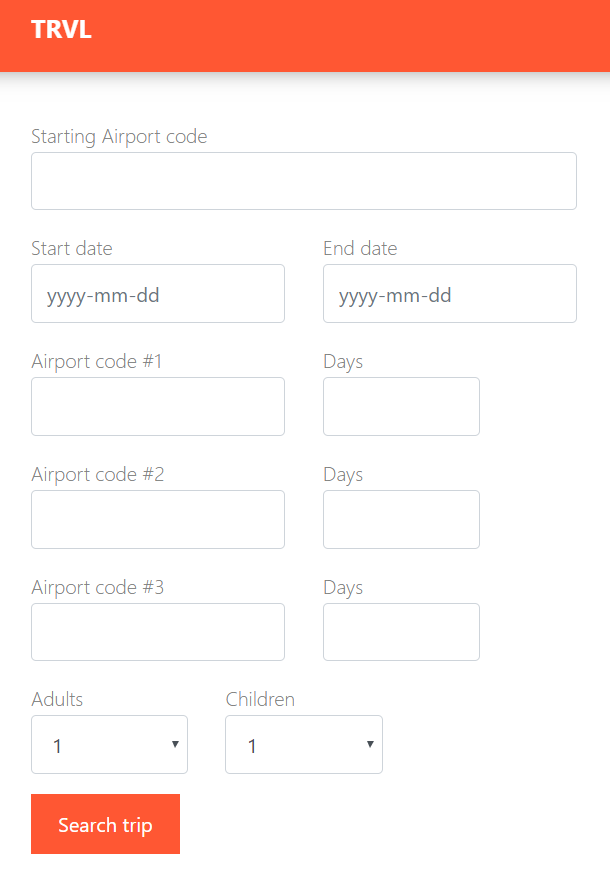 TRVL
Starting Airport code
Start date End date
yyyy-mm-dd yyyy-mm-dd
Airport code #1 Days
Airport code #2 Days
Airport code #3 Days
Adults Children
1 1
Search trip